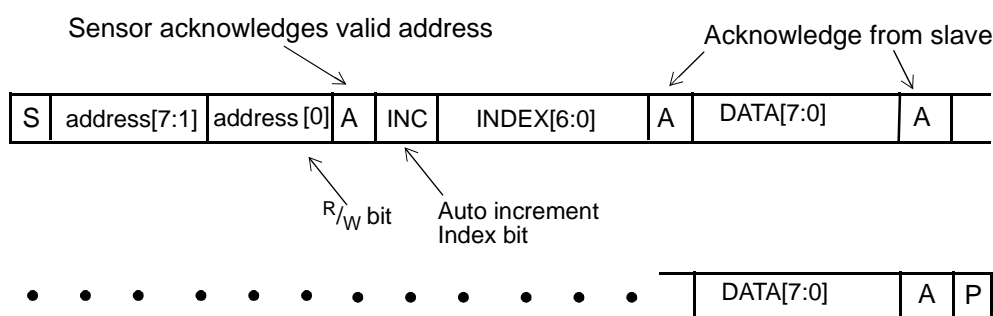 Sensor acknowledges valid address
Acknowledge from slave
S address[7:1] address [0] A INC INDEX[6:0] A DATA[7:0] A
R/W bit
Auto increment
Index bit
DATA[7:0] A P